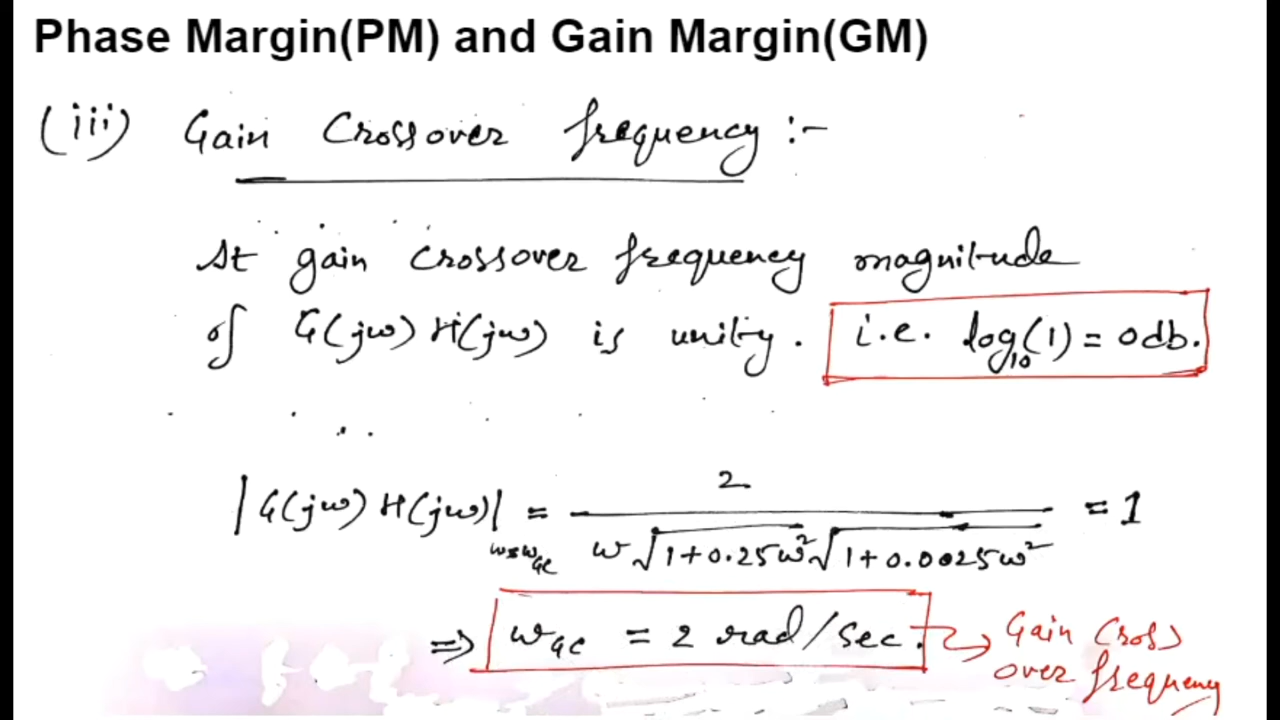 Phase Margin(PM) and Gain Margin(GM)
(iii) Gain Crossover frequency :-
At gain crossover frequency magnitude
of G(jω) H(jω) is unity. i.e. log₁₀(1) = 0db.
|G(jω) H(jω)|ω=ωGC = 2 / (ω √(1+0.25ω²) √(1+0.0025ω²)) = 1
⇒ ωGC = 2 rad/sec. → Gain Cross
over frequency